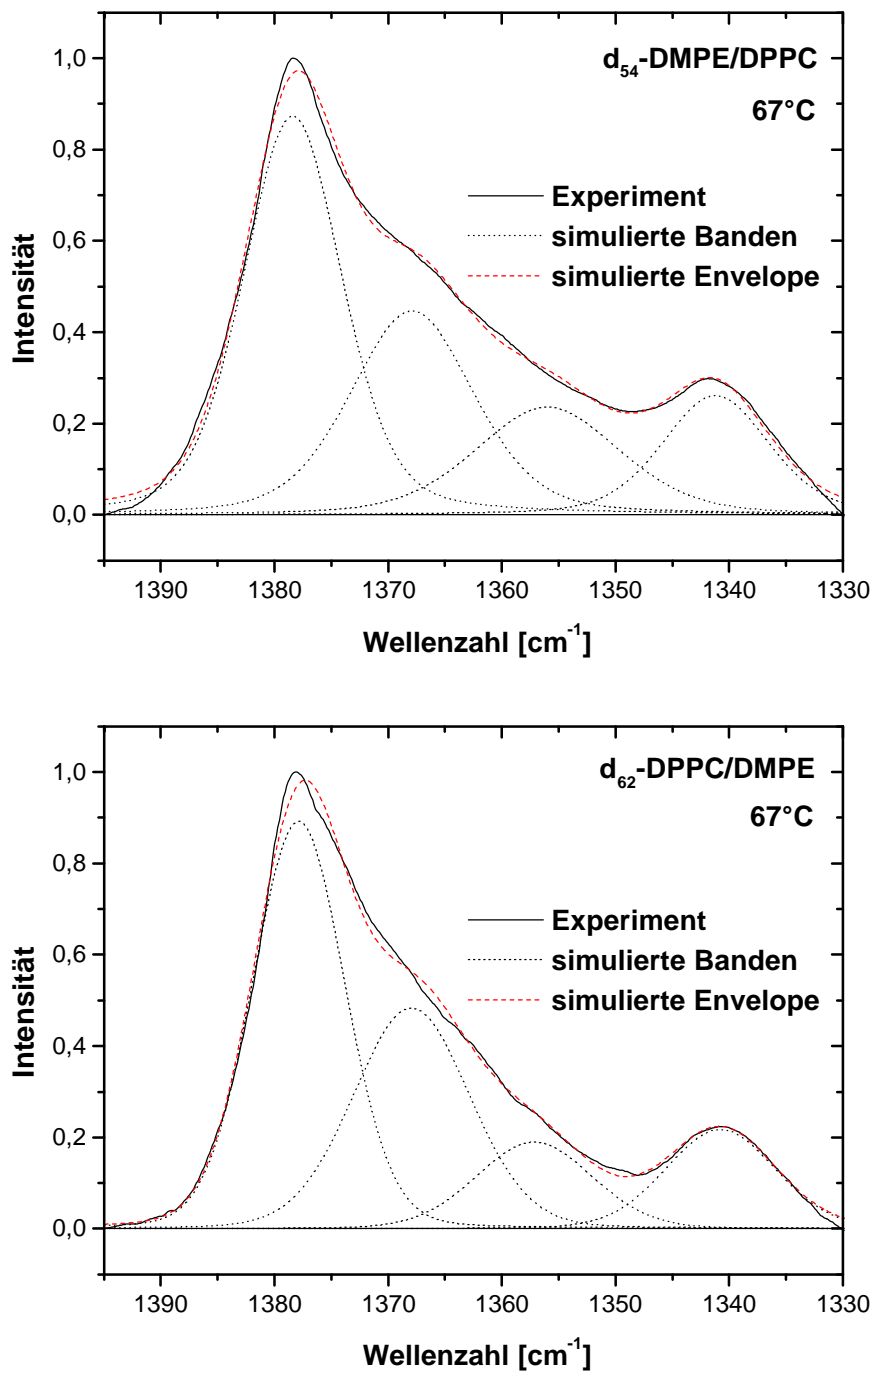 d54-DMPE/DPPC
67°C
1,0
0,8
0,6
0,4
0,2
0,0
Intensität
Experiment
simulierte Banden
simulierte Envelope
1390 1380 1370 1360 1350 1340 1330
Wellenzahl [cm-1]
d62-DPPC/DMPE
67°C
1,0
0,8
0,6
0,4
0,2
0,0
Intensität
Experiment
simulierte Banden
simulierte Envelope
1390 1380 1370 1360 1350 1340 1330
Wellenzahl [cm-1]